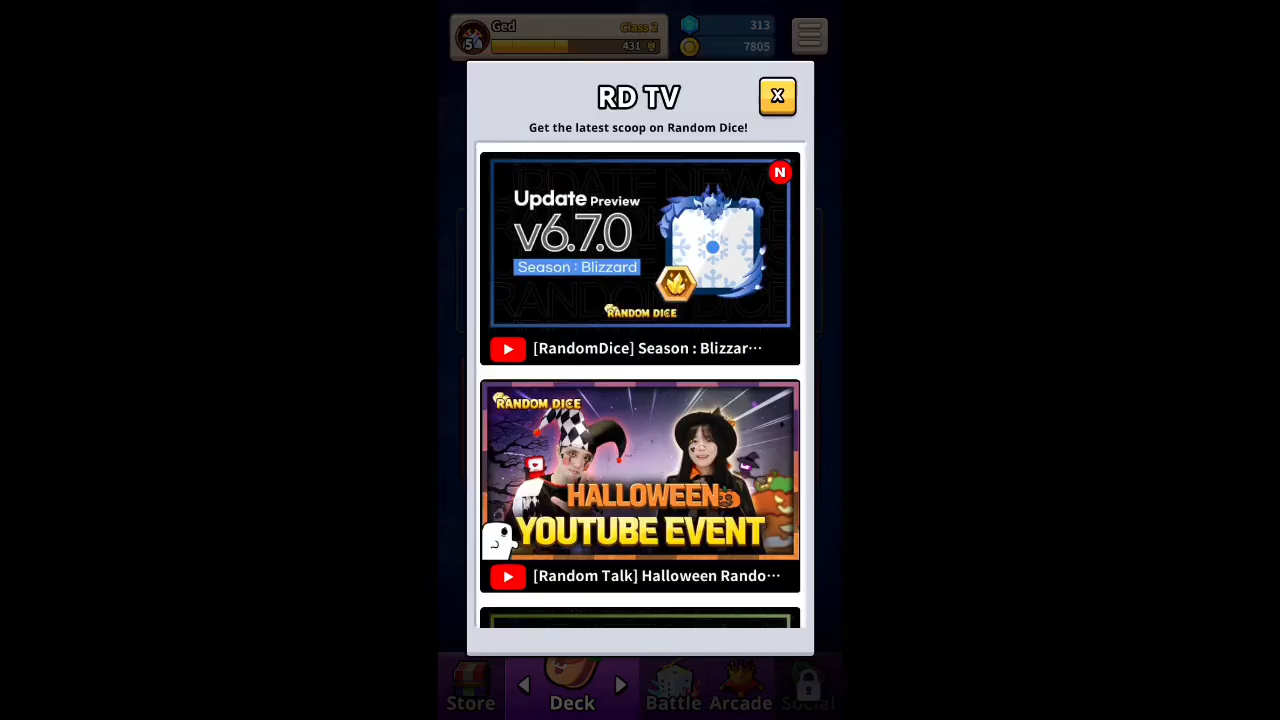 Ged
Class 2
5
431
313
7805
RD TV
X
Get the latest scoop on Random Dice!
N
Update Preview
v6.7.0
Season : Blizzard
RANDOM DICE
[RandomDice] Season : Blizzar···
RANDOM DICE
HALLOWEEN
YOUTUBE EVENT
[Random Talk] Halloween Rando···
Store
Deck
Battle
Arcade
Social